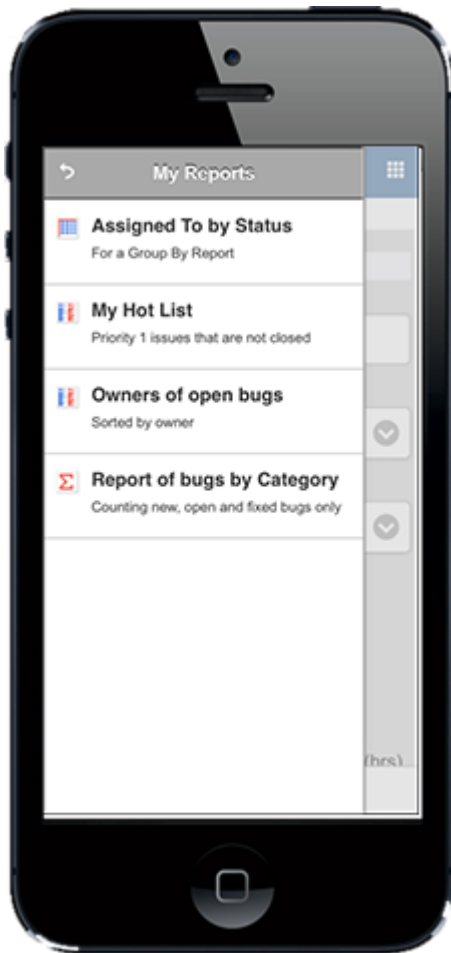 My Reports
Assigned To by Status
For a Group By Report
My Hot List
Priority 1 issues that are not closed
Owners of open bugs
Sorted by owner
Σ Report of bugs by Category
Counting new, open and fixed bugs only
(hrs)